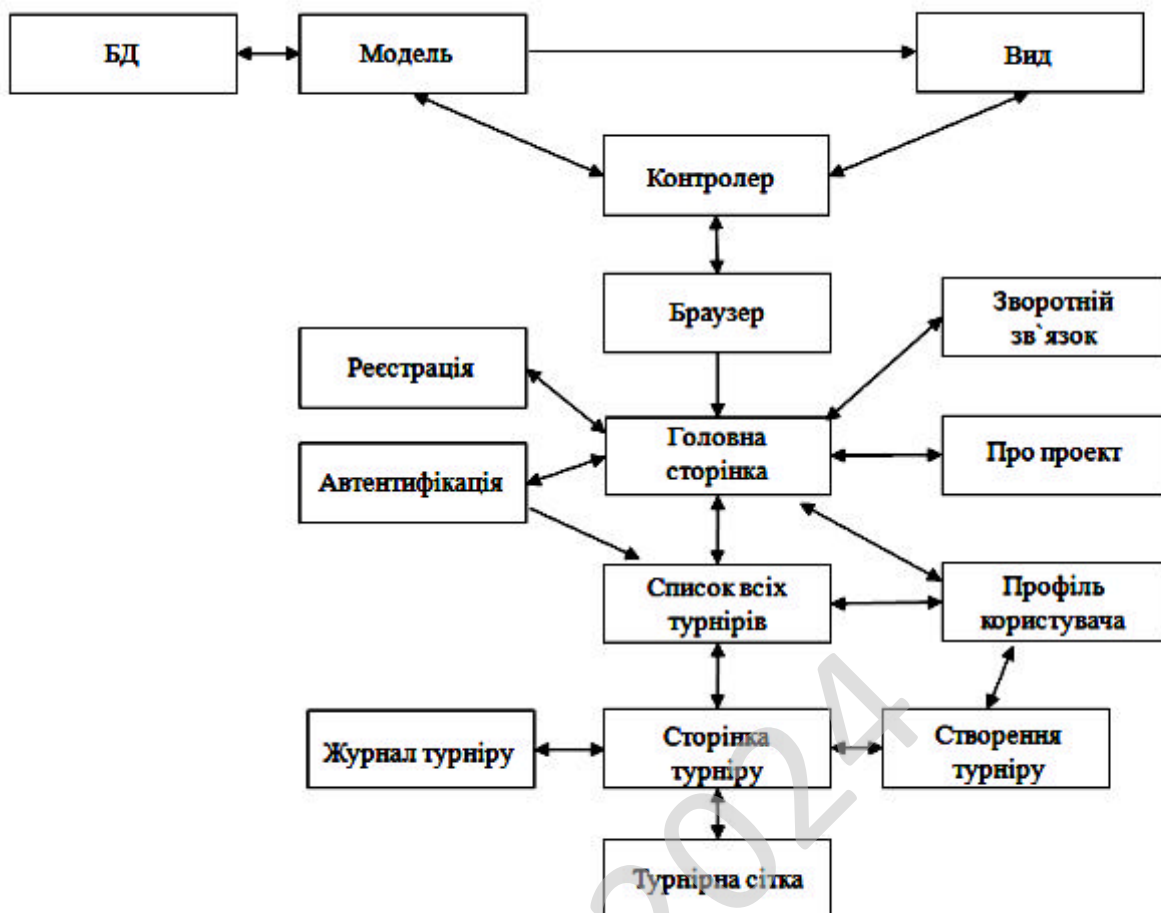 БД
Модель
Вид
Контролер
Браузер
Зворотній
зв`язок
Реєстрація
Головна
сторінка
Про проект
Автентифікація
Список всіх
турнірів
Профіль
користувача
Журнал турніру
Сторінка
турніру
Створення
турніру
Турнірна сітка
2024